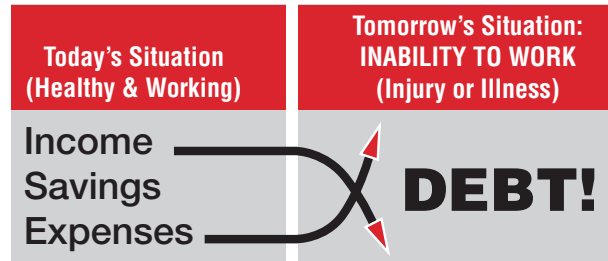 Today's Situation
(Healthy & Working)
Tomorrow's Situation:
INABILITY TO WORK
(Injury or Illness)
Income
Savings
Expenses
DEBT!